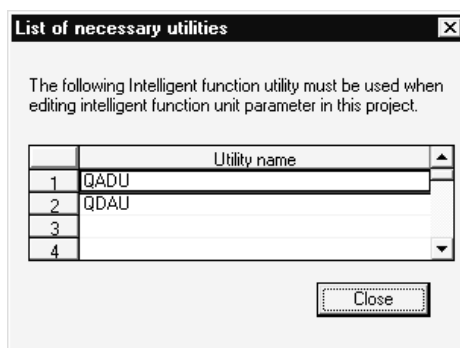 List of necessary utilities
The following Intelligent function utility must be used when
editing intelligent function unit parameter in this project.
Utility name
1 QADU
2 QDAU
3
4
Close